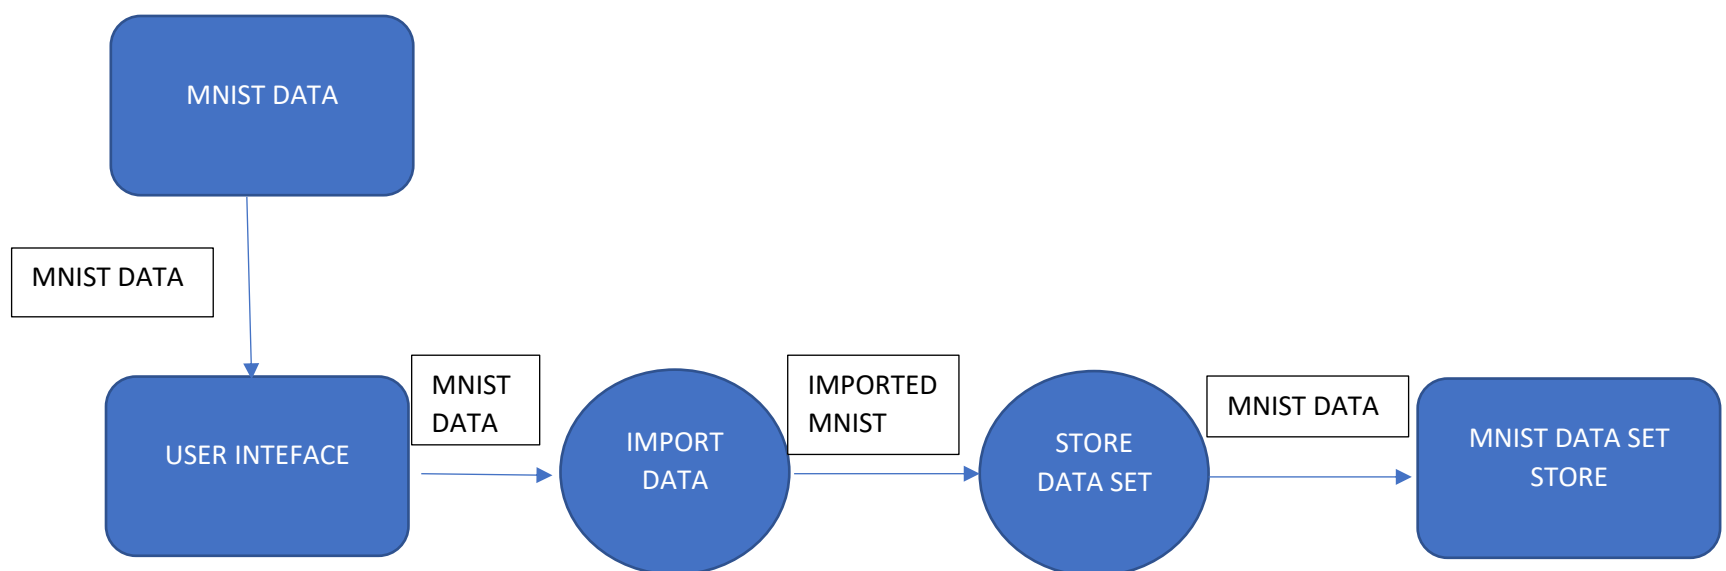 MNIST DATA
MNIST DATA
USER INTEFACE
MNIST
DATA
IMPORT
DATA
IMPORTED
MNIST
STORE
DATA SET
MNIST DATA
MNIST DATA SET
STORE